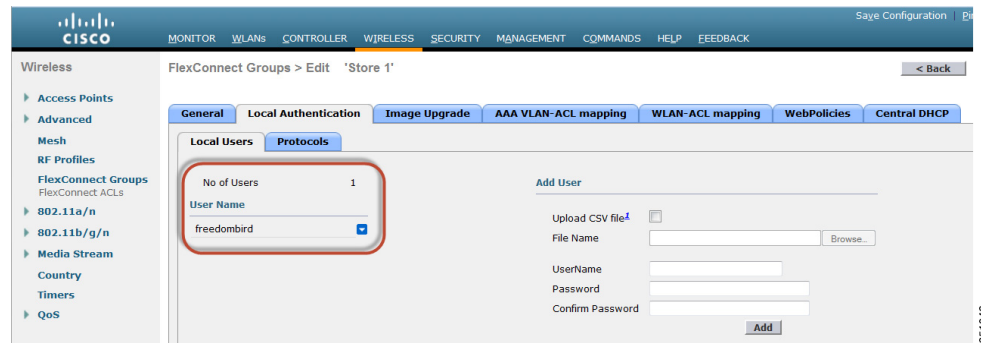 Save Configuration | Pi
CISCO
MONITOR WLANs CONTROLLER WIRELESS SECURITY MANAGEMENT COMMANDS HELP FEEDBACK
Wireless
FlexConnect Groups > Edit 'Store 1'
< Back
Access Points
Advanced
Mesh
RF Profiles
FlexConnect Groups
FlexConnect ACLs
802.11a/n
802.11b/g/n
Media Stream
Country
Timers
QoS
General Local Authentication Image Upgrade AAA VLAN-ACL mapping WLAN-ACL mapping WebPolicies Central DHCP
Local Users Protocols
No of Users 1
User Name
freedombird
Add User
Upload CSV file1
File Name Browse...
UserName
Password
Confirm Password
Add